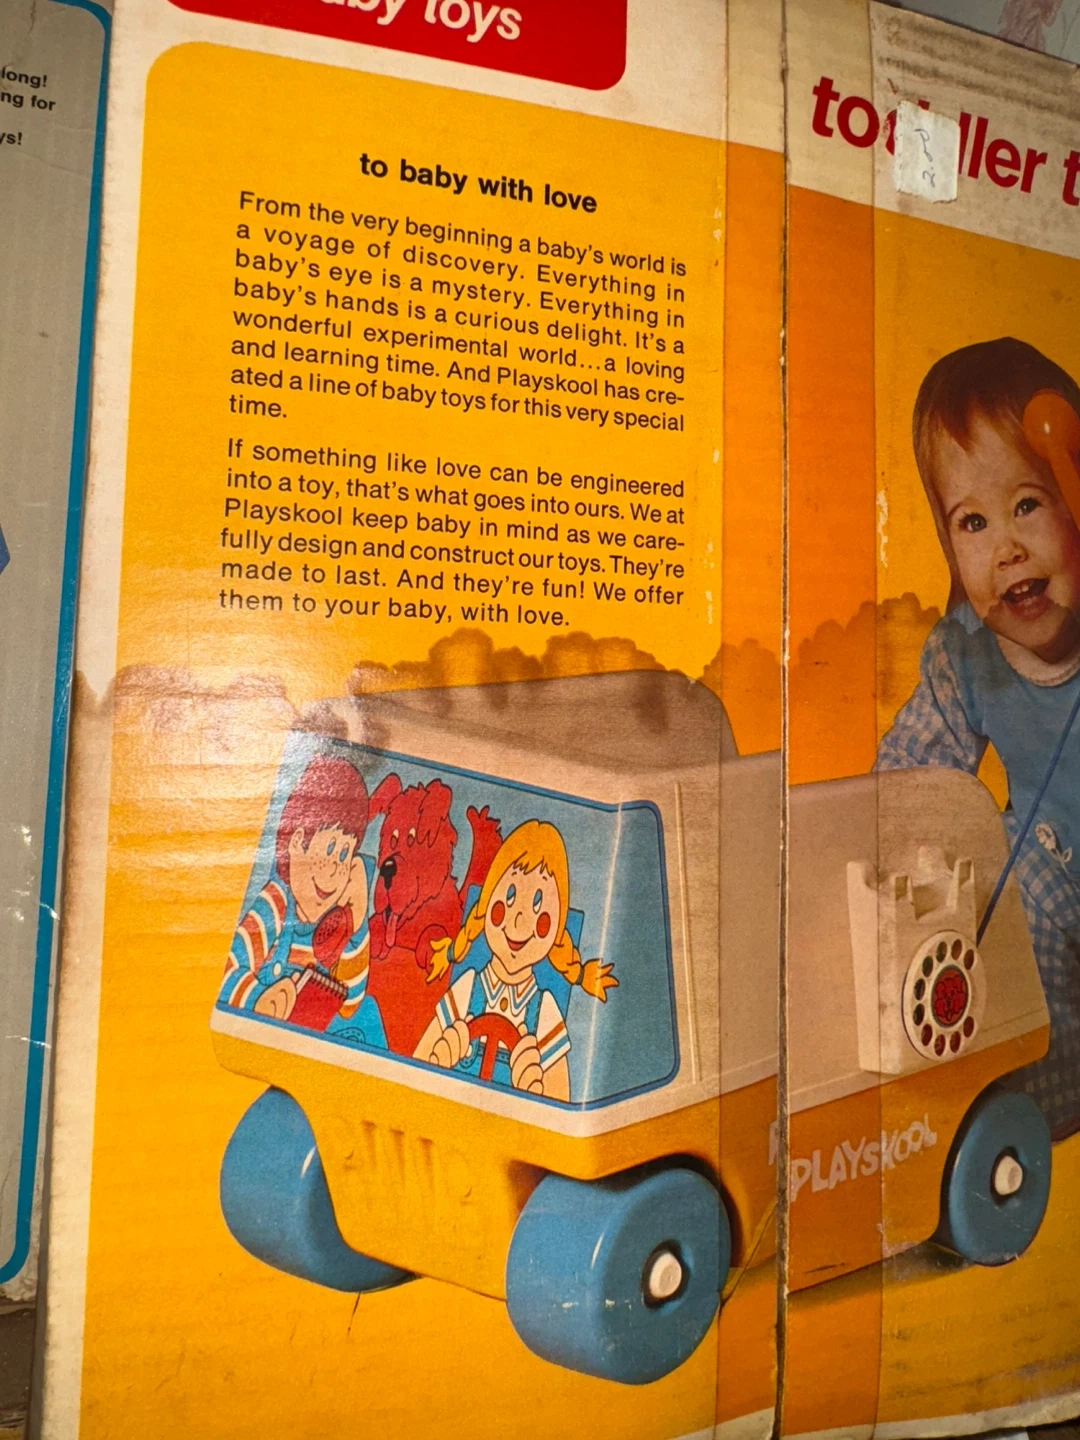 long!
ng for
ys!
by toys
to baby with love
From the very beginning a baby's world is
a voyage of discovery. Everything in
baby's eye is a mystery. Everything in
baby's hands is a curious delight. It's a
wonderful experimental world...a loving
and learning time. And Playskool has cre-
ated a line of baby toys for this very special
time.
If something like love can be engineered
into a toy, that's what goes into ours. We at
Playskool keep baby in mind as we care-
fully design and construct our toys. They're
made to last. And they're fun! We offer
them to your baby, with love.
PLAYSKOOL